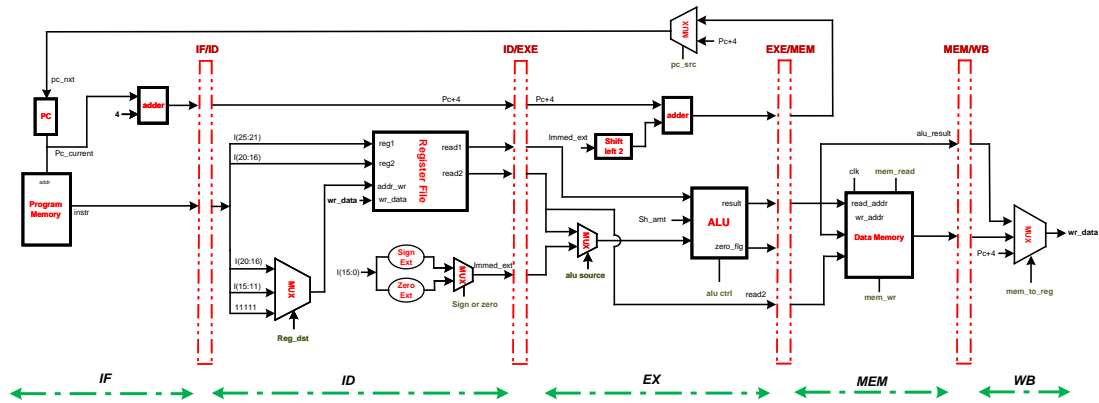 MUX
Pc+4
pc_src
IF/ID
ID/EXE
EXE/MEM
MEM/WB
pc_nxt
PC
4
adder
Pc_current
addr
Program
Memory
instr
Pc+4
Pc+4
I(25:21)
I(20:16)
reg1
reg2
addr_wr
wr_data
wr_data
Register File
read1
read2
I(20:16)
I(15:11)
11111
MUX
Reg_dst
I(15:0)
Sign
Ext
Zero
Ext
MUX
Immed_ext
Sign or zero
Immed_ext
Shift
left 2
adder
Sh_amt
MUX
alu source
result
ALU
zero_flg
alu ctrl
read2
clk
mem_read
read_addr
wr_addr
Data Memory
mem_wr
alu_result
Pc+4
MUX
wr_data
mem_to_reg
IF
ID
EX
MEM
WB